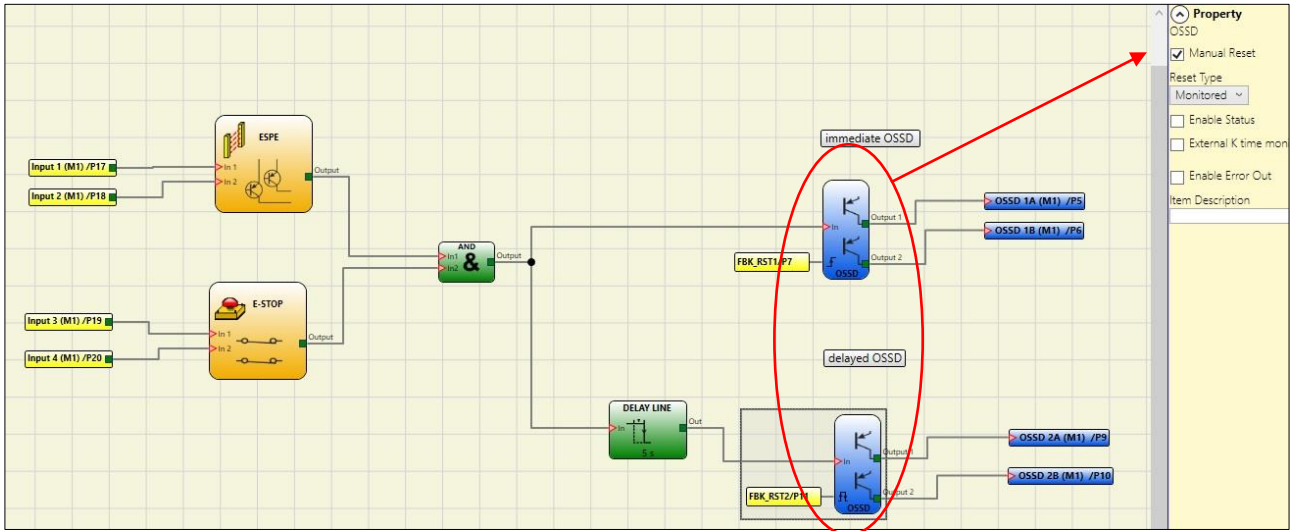 Property
OSSD
Manual Reset
Reset Type
Monitored
Enable Status
External K time moni
Enable Error Out
Item Description
ESPE
Input 1 (M1) /P17
In 1
Output
Input 2 (M1) /P18
In 2
AND
&
In1
In2
Output
E-STOP
Input 3 (M1) /P19
In 1
Output
Input 4 (M1) /P20
In 2
immediate OSSD
In
Output 1
OSSD 1A (M1) /P5
Output 2
OSSD 1B (M1) /P6
FBK_RST1/P7
OSSD
delayed OSSD
DELAY LINE
In
Out
5 s
In
Output 1
OSSD 2A (M1) /P9
Output 2
OSSD 2B (M1) /P10
FBK_RST2/P11
OSSD